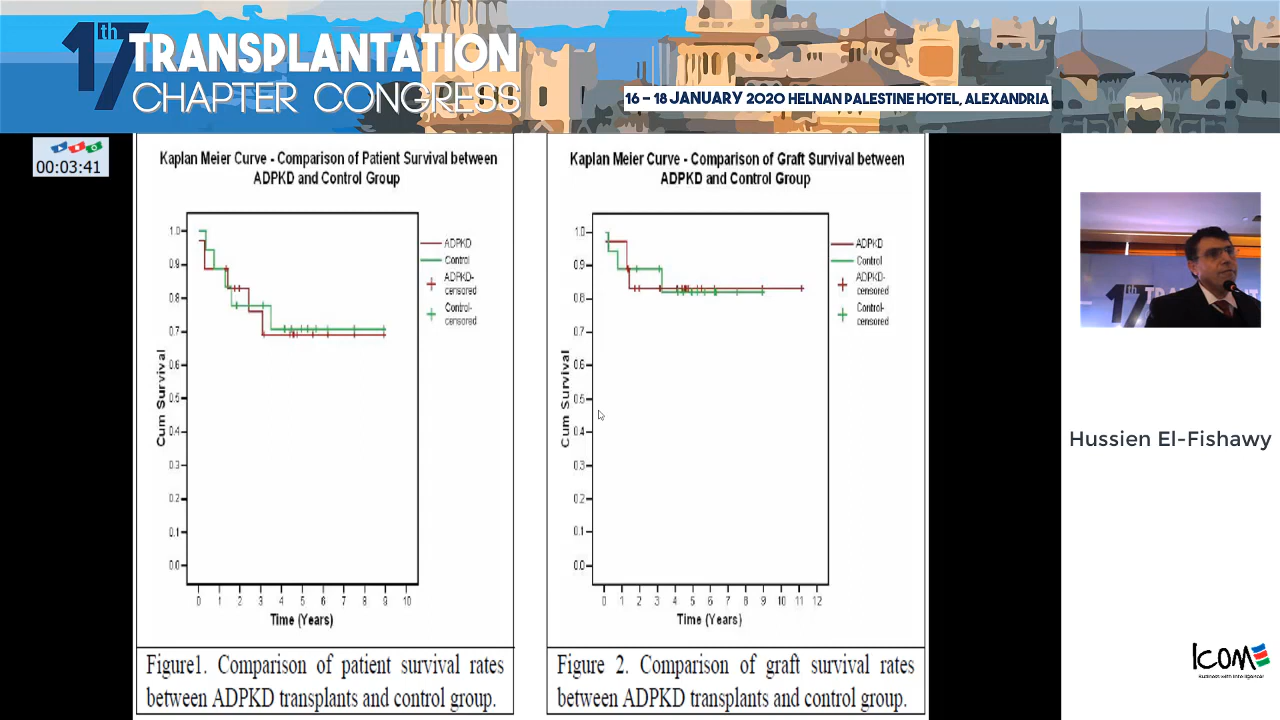 17th TRANSPLANTATION
CHAPTER CONGRESS
16 – 18 JANUARY 2020 HELNAN PALESTINE HOTEL, ALEXANDRIA
00:03:41
Kaplan Meier Curve - Comparison of Patient Survival between
ADPKD and Control Group
1.0
0.9
0.8
0.7
0.6
0.5
0.4
0.3
0.2
0.1
0.0
Cum Survival
0 1 2 3 4 5 6 7 8 9 10
Time (Years)
ADPKD
Control
ADPKD-
censored
Control-
censored
Figure1. Comparison of patient survival rates
between ADPKD transplants and control group.
Kaplan Meier Curve - Comparison of Graft Survival between
ADPKD and Control Group
1.0
0.9
0.8
0.7
0.6
0.5
0.4
0.3
0.2
0.1
0.0
Cum Survival
0 1 2 3 4 5 6 7 8 9 10 11 12
Time (Years)
ADPKD
Control
ADPKD-
censored
Control-
censored
Figure 2. Comparison of graft survival rates
between ADPKD transplants and control group.
17th TRANS
Hussien El-Fishawy
ICOM
Business with Intelligence